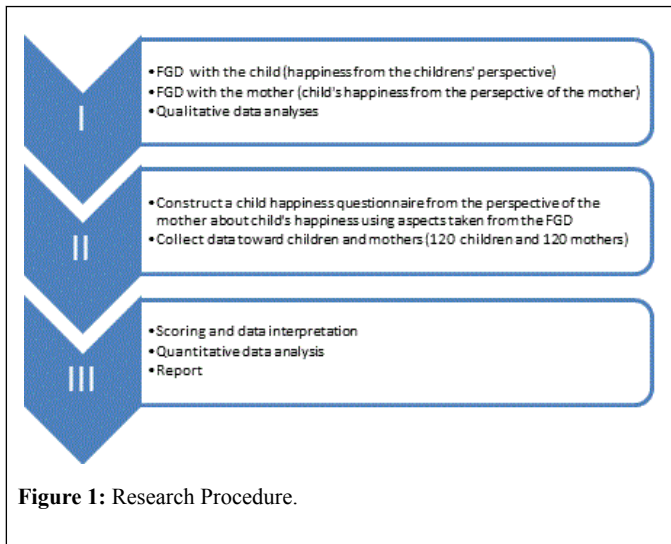 I
•FGD with the child (happiness from the childrens' perspective)
•FGD with the mother (child's happiness from the persepctive of the mother)
•Qualitative data analyses
II
•Construct a child happiness questionnaire from the perspective of the
mother about child's happiness using aspects taken from the FGD
•Collect data toward children and mothers (120 children and 120 mothers)
III
•Scoring and data interpretation
•Quantitative data analysis
•Report
Figure 1: Research Procedure.